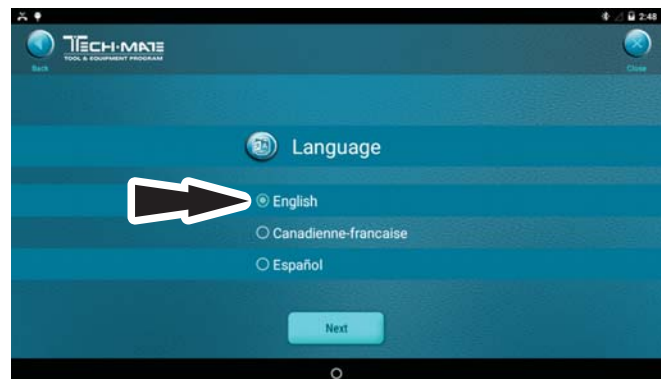 2:48
TECH-MATE
TOOL & EQUIPMENT PROGRAM
Back
Close
Language
English
Canadienne-francaise
Español
Next